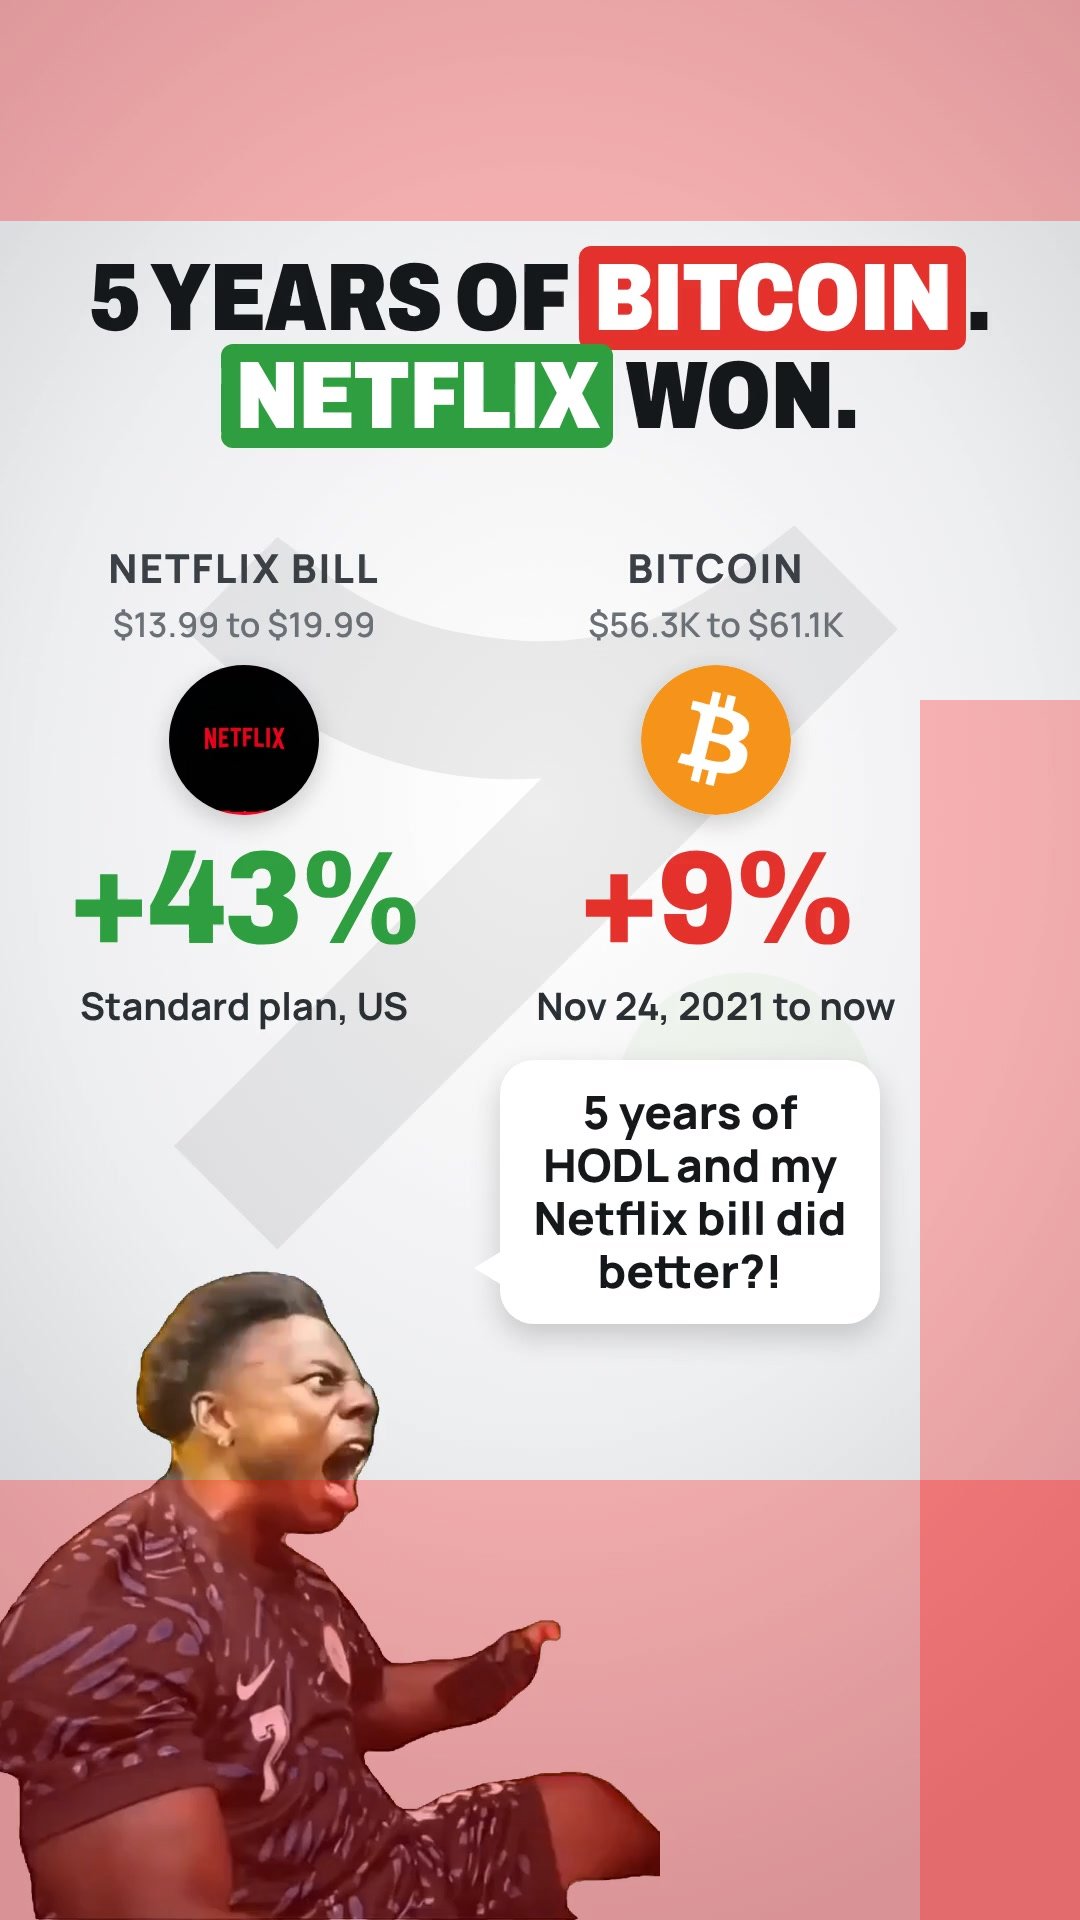 5 YEARS OF BITCOIN.
NETFLIX WON.
NETFLIX BILL
$13.99 to $19.99
NETFLIX
+43%
Standard plan, US
BITCOIN
$56.3K to $61.1K
₿
+9%
Nov 24, 2021 to now
5 years of
HODL and my
Netflix bill did
better?!
7